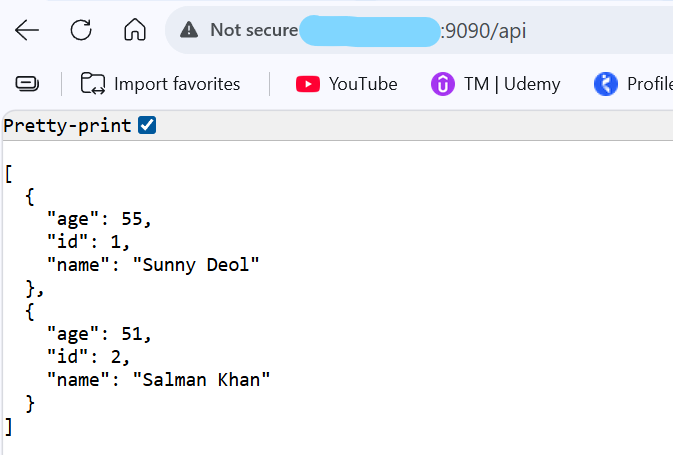 Not secure :9090/api
Import favorites YouTube TM | Udemy Profile
Pretty-print
[
  {
    "age": 55,
    "id": 1,
    "name": "Sunny Deol"
  },
  {
    "age": 51,
    "id": 2,
    "name": "Salman Khan"
  }
]